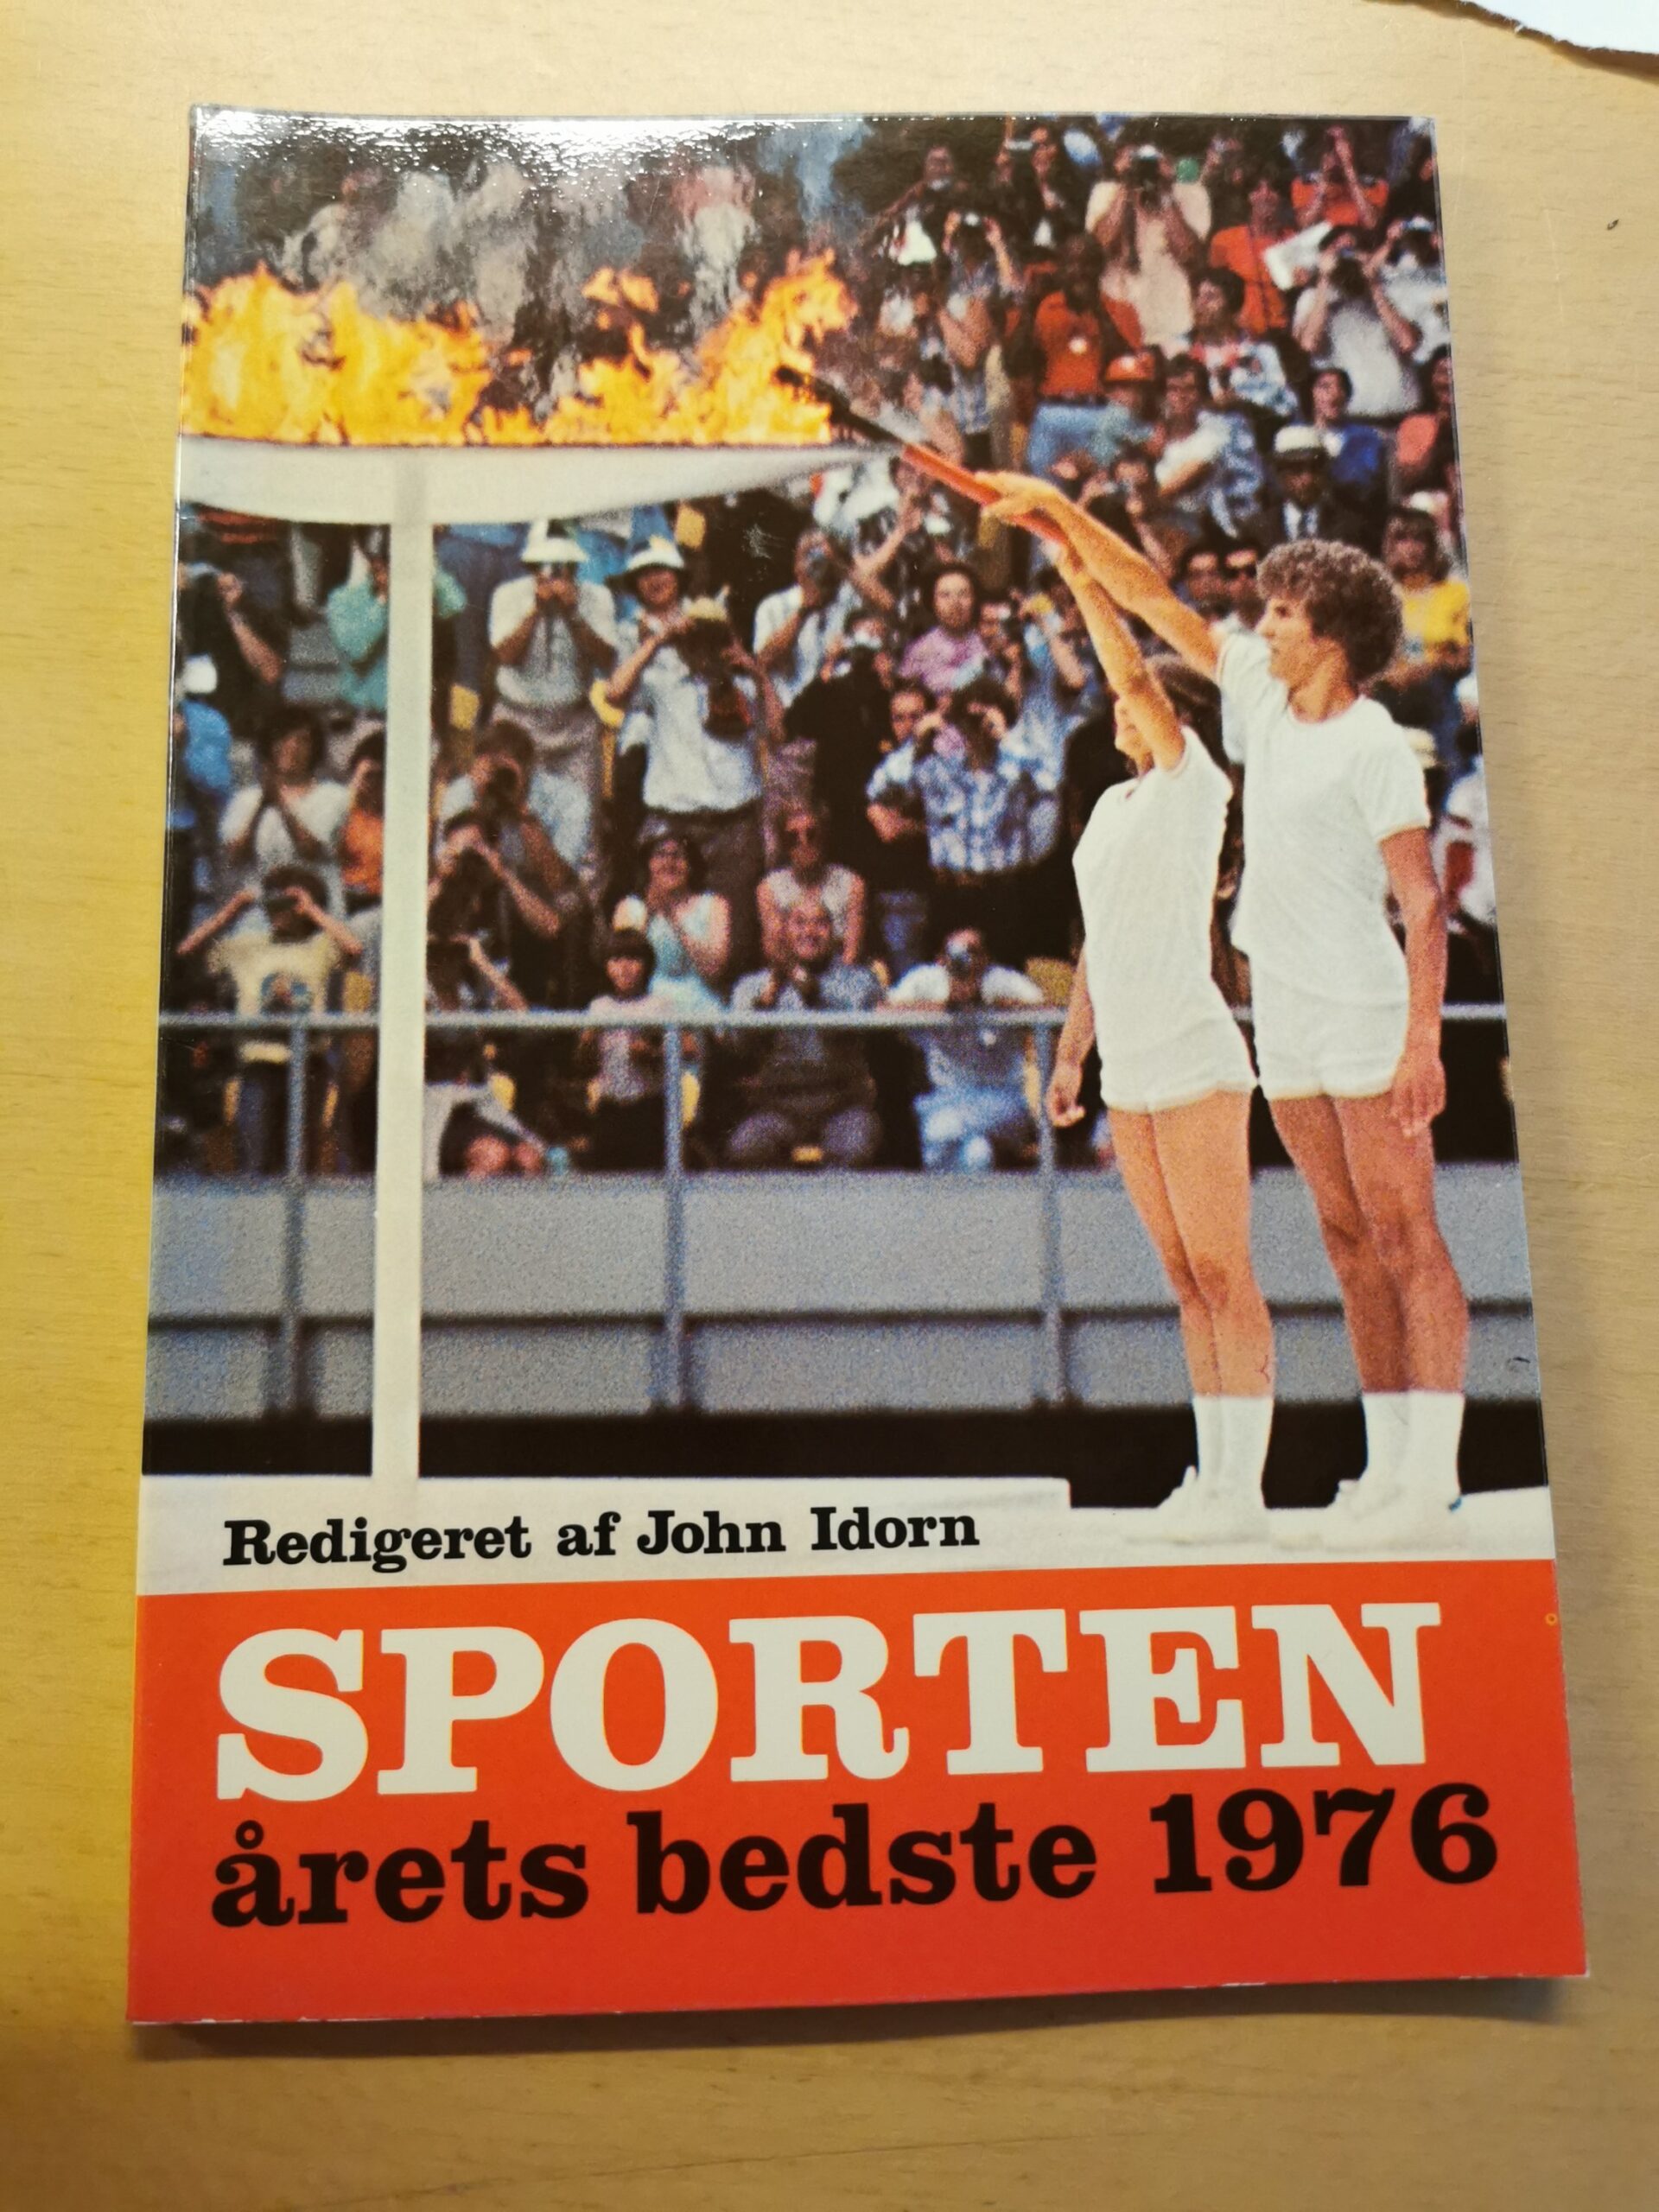 Redigeret af John Idorn
SPORTEN
årets bedste 1976